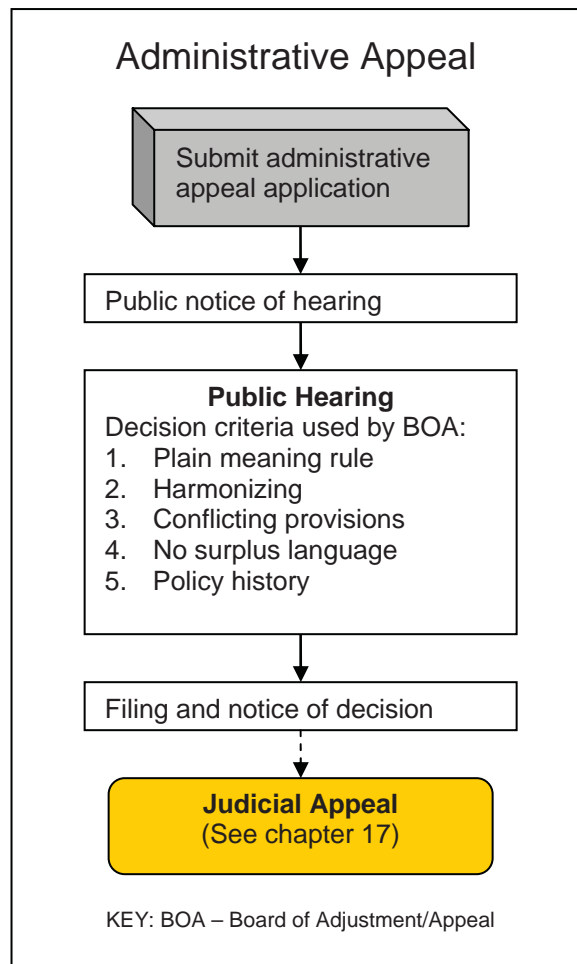 Administrative Appeal
Submit administrative
appeal application
Public notice of hearing
Public Hearing
Decision criteria used by BOA:
1. Plain meaning rule
2. Harmonizing
3. Conflicting provisions
4. No surplus language
5. Policy history
Filing and notice of decision
Judicial Appeal
(See chapter 17)
KEY: BOA – Board of Adjustment/Appeal